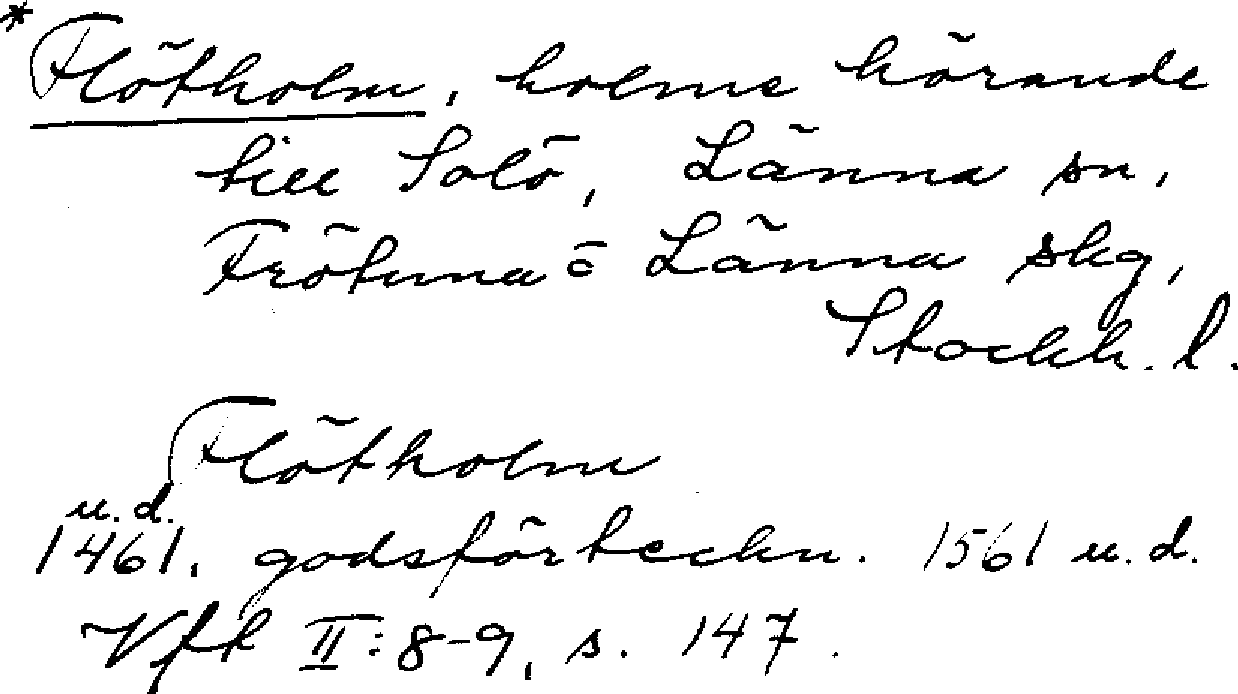 *
Flötholm, holme hörande
till Solö, Länna sn,
Frötuna o Länna skg,
Stockh. l.
Flötholm
u.d.
1461, godsförteckn. 1561 u.d.
Vfk II:8-9, s. 147.